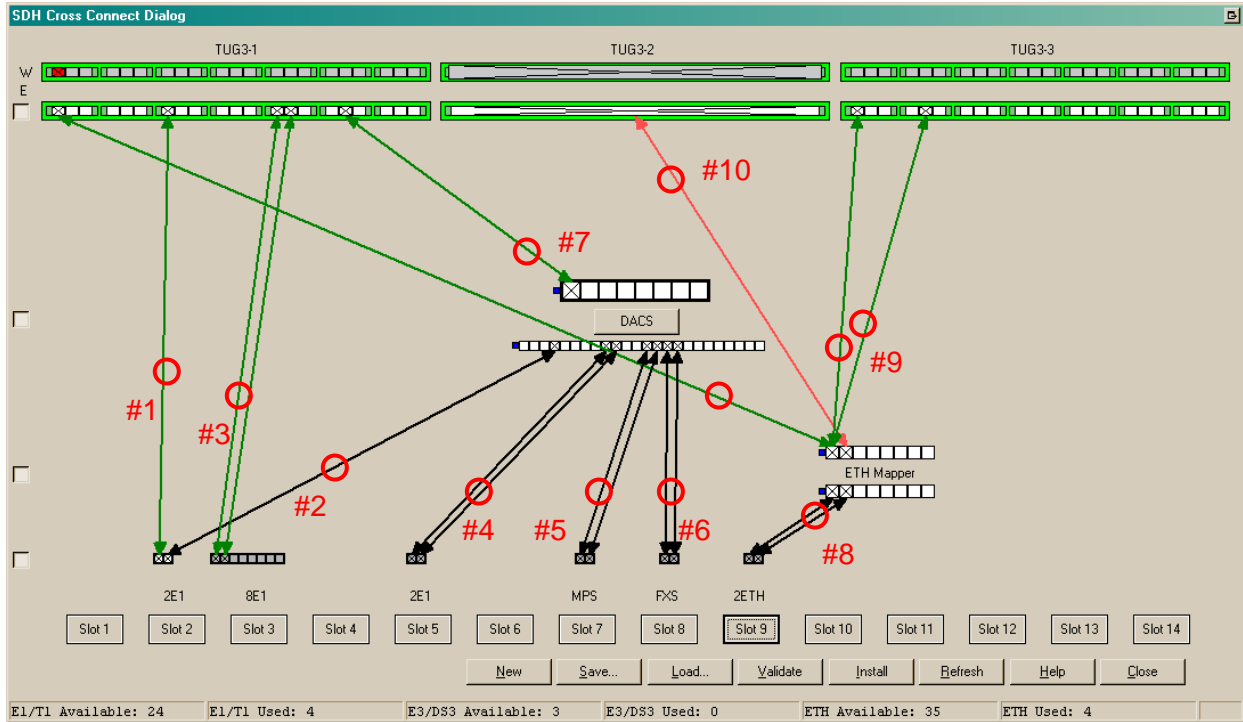 SDH Cross Connect Dialog
TUG3-1 TUG3-2 TUG3-3
W
E
#10
#7
DACS
#9
#1
#3
ETH Mapper
#2
#4
#5
#6
#8
2E1 8E1 2E1 MPS FXS 2ETH
Slot 1 Slot 2 Slot 3 Slot 4 Slot 5 Slot 6 Slot 7 Slot 8 Slot 9 Slot 10 Slot 11 Slot 12 Slot 13 Slot 14
New Save... Load... Validate Install Refresh Help Close
E1/T1 Available: 24 E1/T1 Used: 4 E3/DS3 Available: 3 E3/DS3 Used: 0 ETH Available: 35 ETH Used: 4